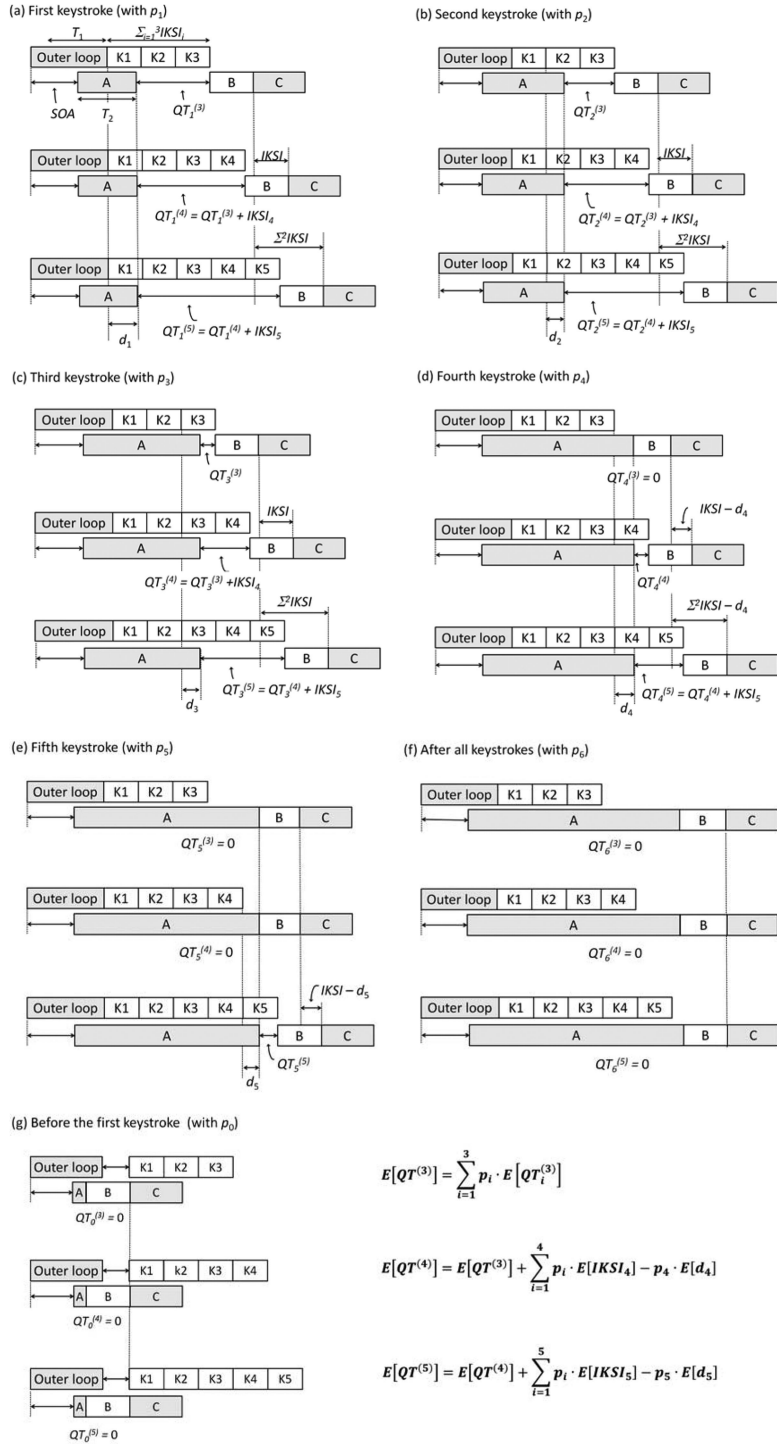 (a) First keystroke (with p₁)
T₁ Σᵢ₌₁³IKSIᵢ
Outer loop K1 K2 K3
A B C
SOA T₂ QT₁⁽³⁾
Outer loop K1 K2 K3 K4 IKSI
A B C
QT₁⁽⁴⁾ = QT₁⁽³⁾ + IKSI₄
Σ²IKSI
Outer loop K1 K2 K3 K4 K5
A B C
d₁ QT₁⁽⁵⁾ = QT₁⁽⁴⁾ + IKSI₅
(b) Second keystroke (with p₂)
Outer loop K1 K2 K3
A B C
QT₂⁽³⁾
Outer loop K1 K2 K3 K4 IKSI
A B C
QT₂⁽⁴⁾ = QT₂⁽³⁾ + IKSI₄
Σ²IKSI
Outer loop K1 K2 K3 K4 K5
A B C
d₂ QT₂⁽⁵⁾ = QT₂⁽⁴⁾ + IKSI₅
(c) Third keystroke (with p₃)
Outer loop K1 K2 K3
A B C
QT₃⁽³⁾
IKSI
Outer loop K1 K2 K3 K4
A B C
QT₃⁽⁴⁾ = QT₃⁽³⁾ +IKSI₄
Σ²IKSI
Outer loop K1 K2 K3 K4 K5
A B C
d₃ QT₃⁽⁵⁾ = QT₃⁽⁴⁾ + IKSI₅
(d) Fourth keystroke (with p₄)
Outer loop K1 K2 K3
A B C
QT₄⁽³⁾ = 0
IKSI – d₄
Outer loop K1 K2 K3 K4
A B C
QT₄⁽⁴⁾
Σ²IKSI – d₄
Outer loop K1 K2 K3 K4 K5
A B C
d₄ QT₄⁽⁵⁾ = QT₄⁽⁴⁾ + IKSI₅
(e) Fifth keystroke (with p₅)
Outer loop K1 K2 K3
A B C
QT₅⁽³⁾ = 0
Outer loop K1 K2 K3 K4
A B C
QT₅⁽⁴⁾ = 0
IKSI – d₅
Outer loop K1 K2 K3 K4 K5
A B C
d₅ QT₅⁽⁵⁾
(f) After all keystrokes (with p₆)
Outer loop K1 K2 K3
A B C
QT₆⁽³⁾ = 0
Outer loop K1 K2 K3 K4
A B C
QT₆⁽⁴⁾ = 0
Outer loop K1 K2 K3 K4 K5
A B C
QT₆⁽⁵⁾ = 0
(g) Before the first keystroke (with p₀)
Outer loop K1 K2 K3
A B C
QT₀⁽³⁾ = 0
Outer loop K1 k2 K3 K4
A B C
QT₀⁽⁴⁾ = 0
Outer loop K1 K2 K3 K4 K5
A B C
QT₀⁽⁵⁾ = 0
E[QT⁽³⁾] = ∑ᵢ₌₁³ pᵢ · E[QTᵢ⁽³⁾]
E[QT⁽⁴⁾] = E[QT⁽³⁾] + ∑ᵢ₌₁⁴ pᵢ · E[IKSI₄] − p₄ · E[d₄]
E[QT⁽⁵⁾] = E[QT⁽⁴⁾] + ∑ᵢ₌₁⁵ pᵢ · E[IKSI₅] − p₅ · E[d₅]